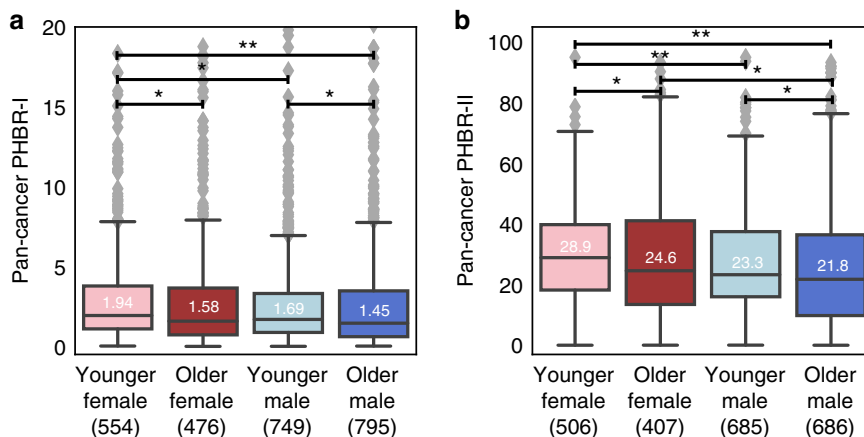 a
Pan-cancer PHBR-I
20
15
10
5
0
**
*
*
*
1.94
1.58
1.69
1.45
Younger female (554)
Older female (476)
Younger male (749)
Older male (795)
b
Pan-cancer PHBR-II
100
80
60
40
20
0
**
**
*
*
*
28.9
24.6
23.3
21.8
Younger female (506)
Older female (407)
Younger male (685)
Older male (686)